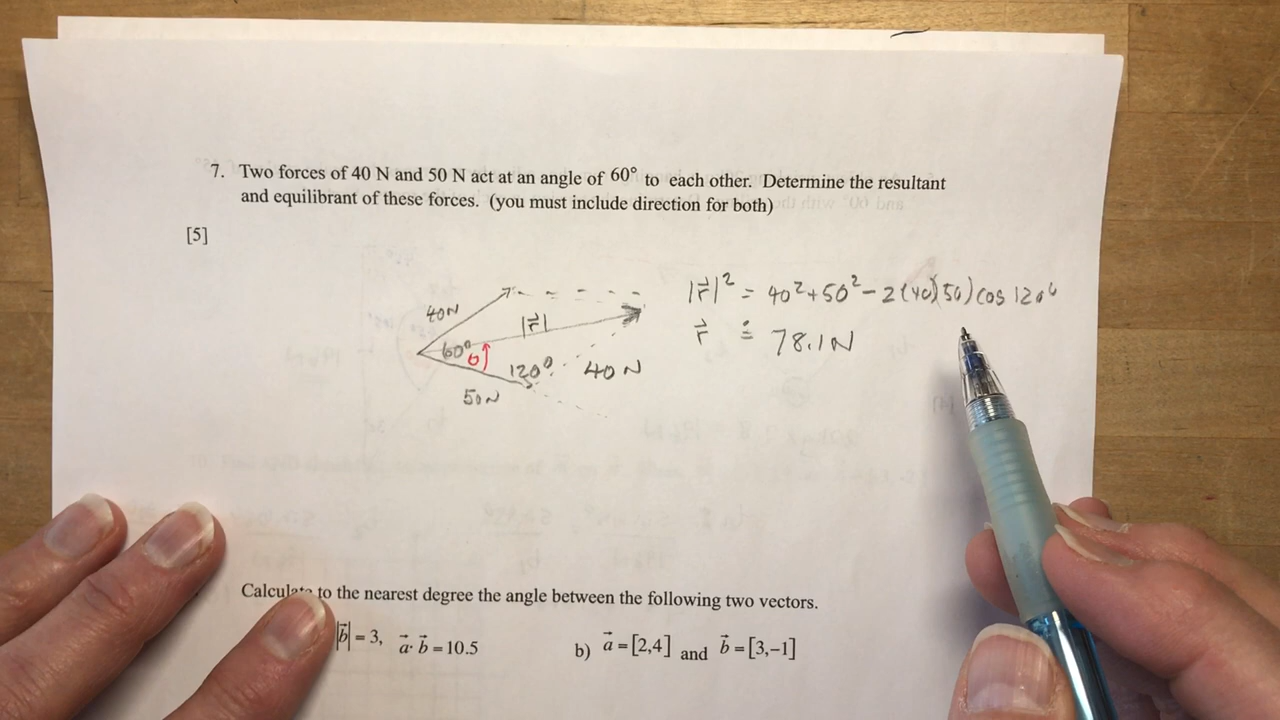 7. Two forces of 40 N and 50 N act at an angle of 60° to each other. Determine the resultant
and equilibrant of these forces. (you must include direction for both)
[5]
40N
|r⃗|
60° θ
120° 40 N
50N
|r⃗|² = 40² + 50² - 2(40)(50) cos 120°
r⃗ ≐ 78.1N
Calculate to the nearest degree the angle between the following two vectors.
|b⃗| = 3, a⃗·b⃗ = 10.5
b) a⃗ = [2,4] and b⃗ = [3,−1]